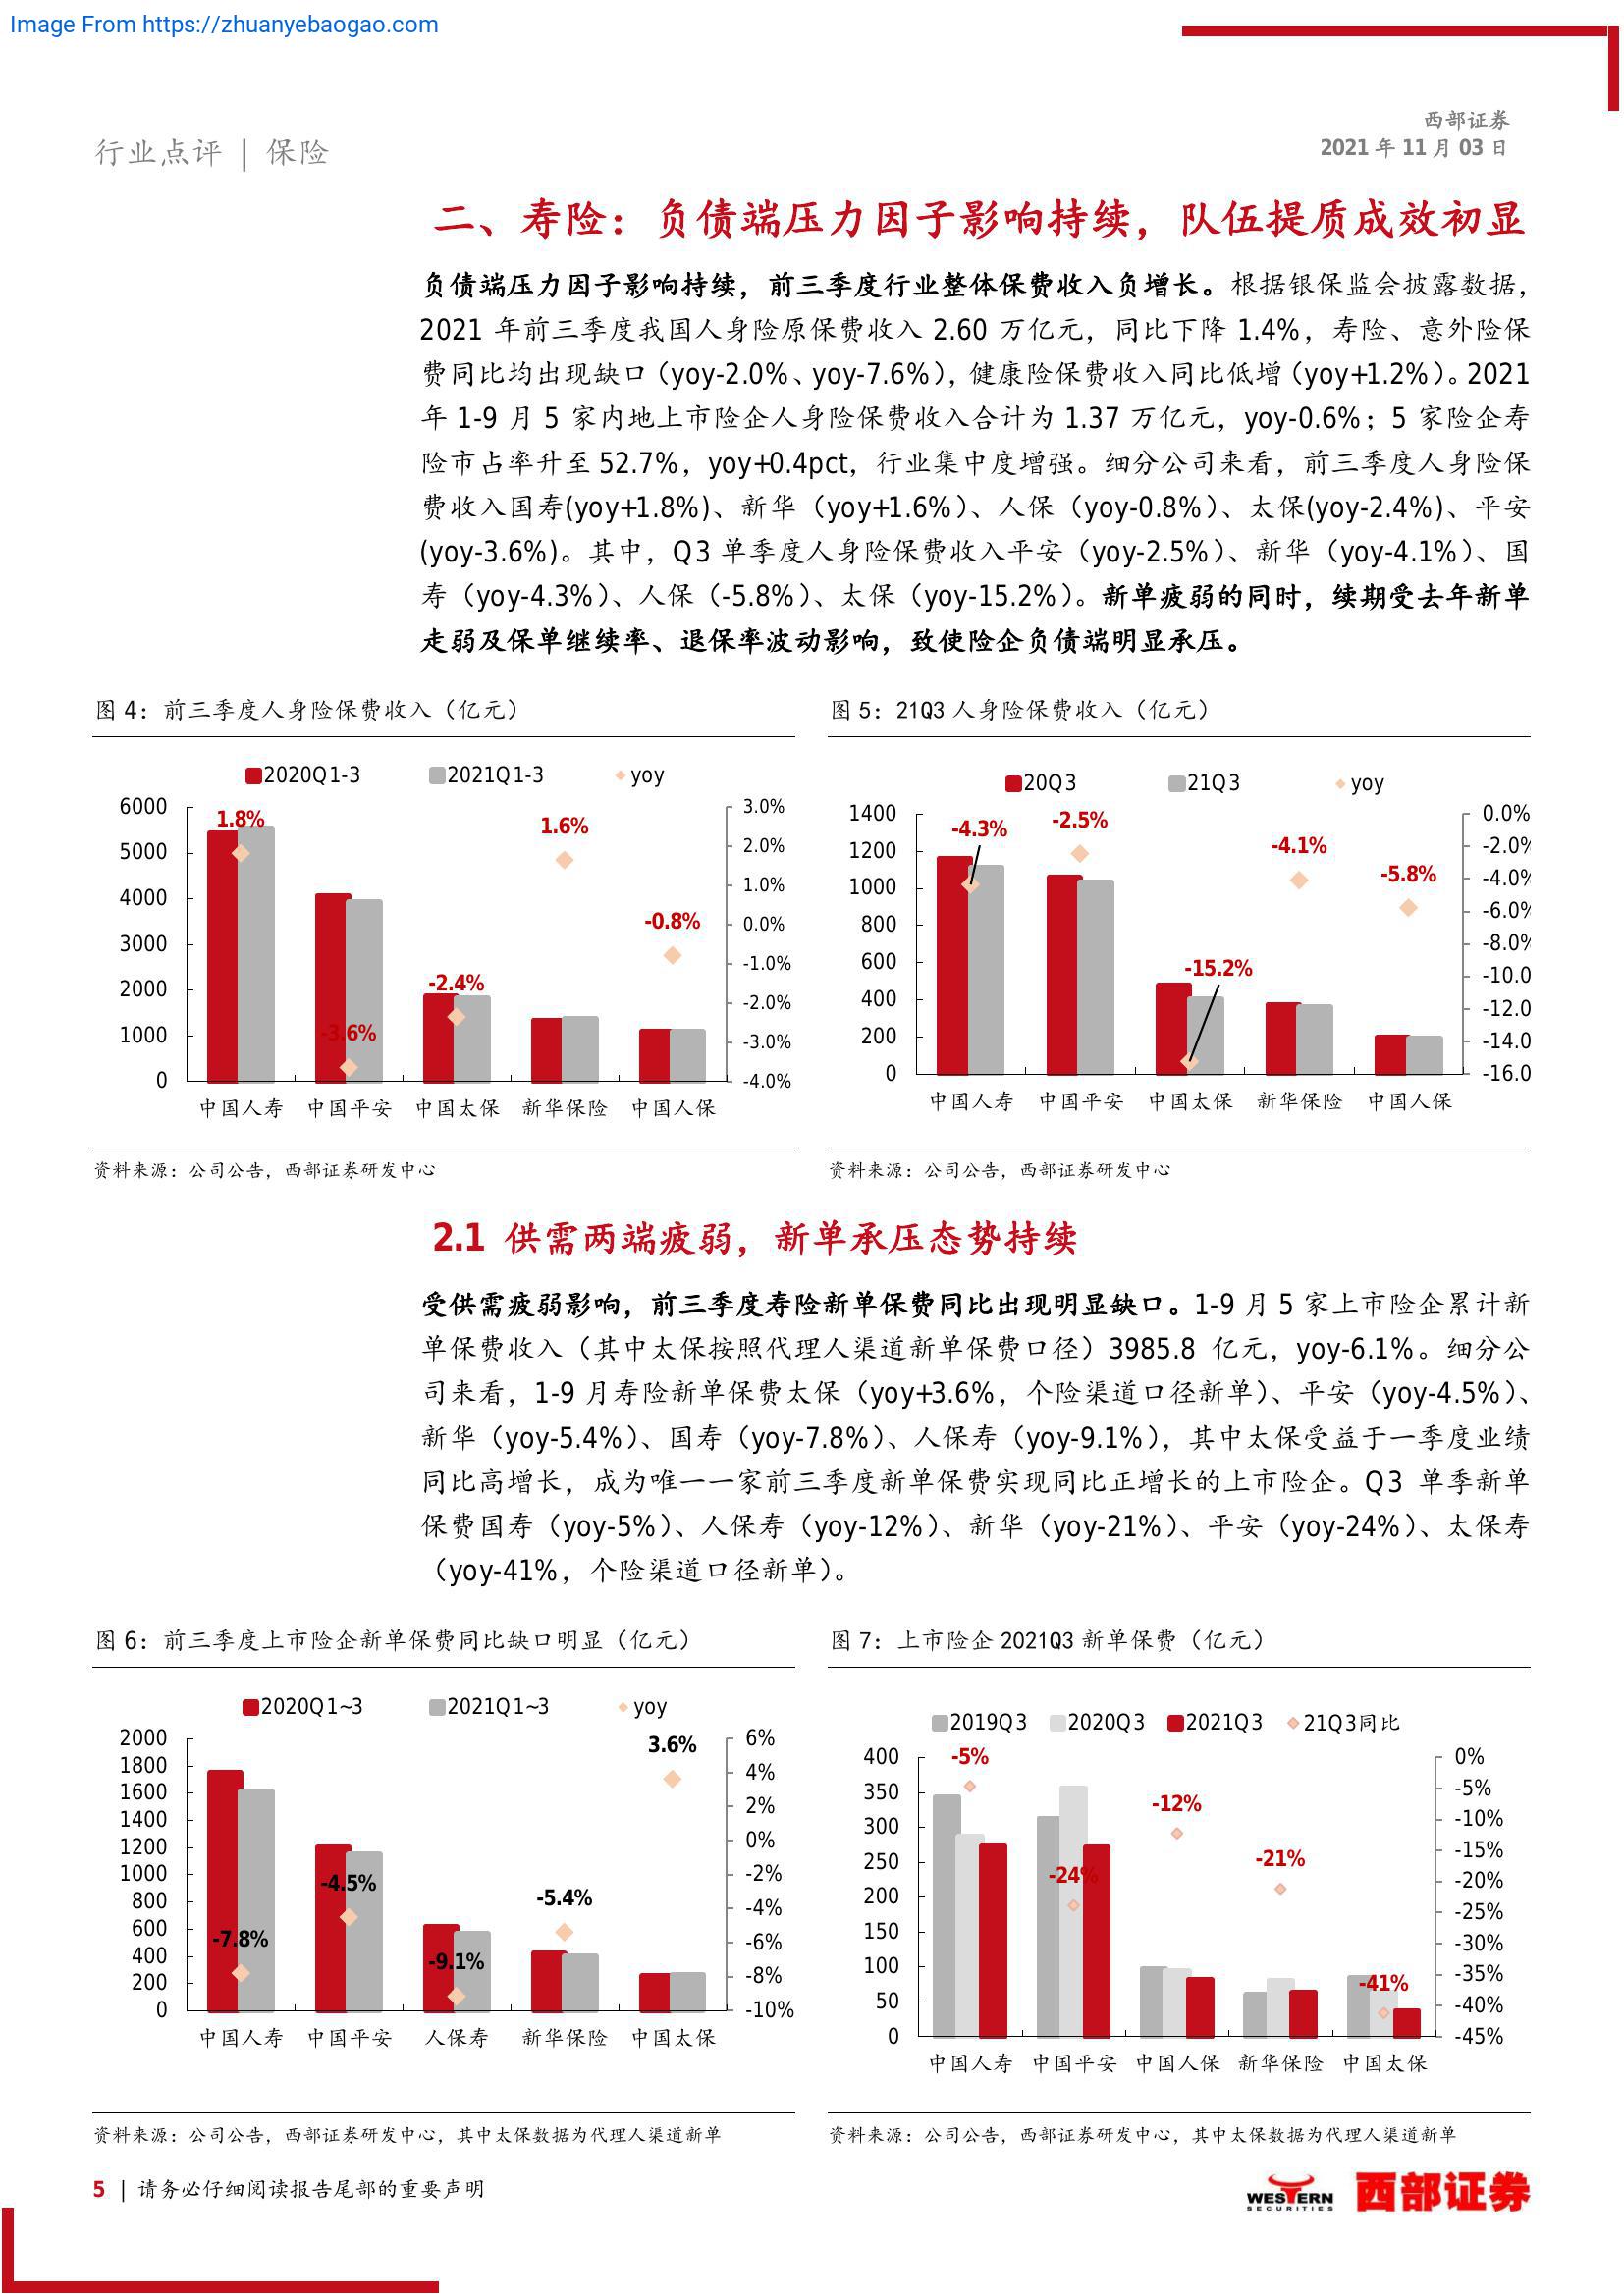 Image From https://zhuanyebaogao.com
西部证券
行业点评 | 保险
2021 年 11 月 03 日
二、寿险：负债端压力因子影响持续，队伍提质成效初显
负债端压力因子影响持续，前三季度行业整体保费收入负增长。根据银保监会披露数据，
2021 年前三季度我国人身险原保费收入 2.60 万亿元，同比下降 1.4%，寿险、意外险保
费同比均出现缺口（yoy-2.0%、yoy-7.6%），健康险保费收入同比低增（yoy+1.2%）。2021
年 1-9 月 5 家内地上市险企人身险保费收入合计为 1.37 万亿元，yoy-0.6%；5 家险企寿
险市占率升至 52.7%，yoy+0.4pct，行业集中度增强。细分公司来看，前三季度人身险保
费收入国寿(yoy+1.8%)、新华（yoy+1.6%）、人保（yoy-0.8%）、太保(yoy-2.4%)、平安
(yoy-3.6%)。其中，Q3 单季度人身险保费收入平安（yoy-2.5%）、新华（yoy-4.1%）、国
寿（yoy-4.3%）、人保（-5.8%）、太保（yoy-15.2%）。新单疲弱的同时，续期受去年新单
走弱及保单继续率、退保率波动影响，致使险企负债端明显承压。
图 4：前三季度人身险保费收入（亿元）
2020Q1-3 2021Q1-3 yoy
6000
5000
4000
3000
2000
1000
0
3.0%
2.0%
1.0%
0.0%
-1.0%
-2.0%
-3.0%
-4.0%
1.8%
-3.6%
-2.4%
1.6%
-0.8%
中国人寿 中国平安 中国太保 新华保险 中国人保
资料来源：公司公告，西部证券研发中心
图 5：21Q3 人身险保费收入（亿元）
20Q3 21Q3 yoy
1400
1200
1000
800
600
400
200
0
0.0%
-2.0%
-4.0%
-6.0%
-8.0%
-10.0
-12.0
-14.0
-16.0
-4.3%
-2.5%
-15.2%
-4.1%
-5.8%
中国人寿 中国平安 中国太保 新华保险 中国人保
资料来源：公司公告，西部证券研发中心
2.1 供需两端疲弱，新单承压态势持续
受供需疲弱影响，前三季度寿险新单保费同比出现明显缺口。1-9 月 5 家上市险企累计新
单保费收入（其中太保按照代理人渠道新单保费口径）3985.8 亿元，yoy-6.1%。细分公
司来看，1-9 月寿险新单保费太保（yoy+3.6%，个险渠道口径新单）、平安（yoy-4.5%）、
新华（yoy-5.4%）、国寿（yoy-7.8%）、人保寿（yoy-9.1%），其中太保受益于一季度业绩
同比高增长，成为唯一一家前三季度新单保费实现同比正增长的上市险企。Q3 单季新单
保费国寿（yoy-5%）、人保寿（yoy-12%）、新华（yoy-21%）、平安（yoy-24%）、太保寿
（yoy-41%，个险渠道口径新单）。
图 6：前三季度上市险企新单保费同比缺口明显（亿元）
2020Q1~3 2021Q1~3 yoy
2000
1800
1600
1400
1200
1000
800
600
400
200
0
6%
4%
2%
0%
-2%
-4%
-6%
-8%
-10%
-7.8%
-4.5%
-9.1%
-5.4%
3.6%
中国人寿 中国平安 人保寿 新华保险 中国太保
资料来源：公司公告，西部证券研发中心，其中太保数据为代理人渠道新单
图 7：上市险企 2021Q3 新单保费（亿元）
2019Q3 2020Q3 2021Q3 21Q3同比
400
350
300
250
200
150
100
50
0
0%
-5%
-10%
-15%
-20%
-25%
-30%
-35%
-40%
-45%
-5%
-24%
-12%
-21%
-41%
中国人寿 中国平安 中国人保 新华保险 中国太保
资料来源：公司公告，西部证券研发中心，其中太保数据为代理人渠道新单
5 | 请务必仔细阅读报告尾部的重要声明
WESTERN
SECURITIES
西部证券